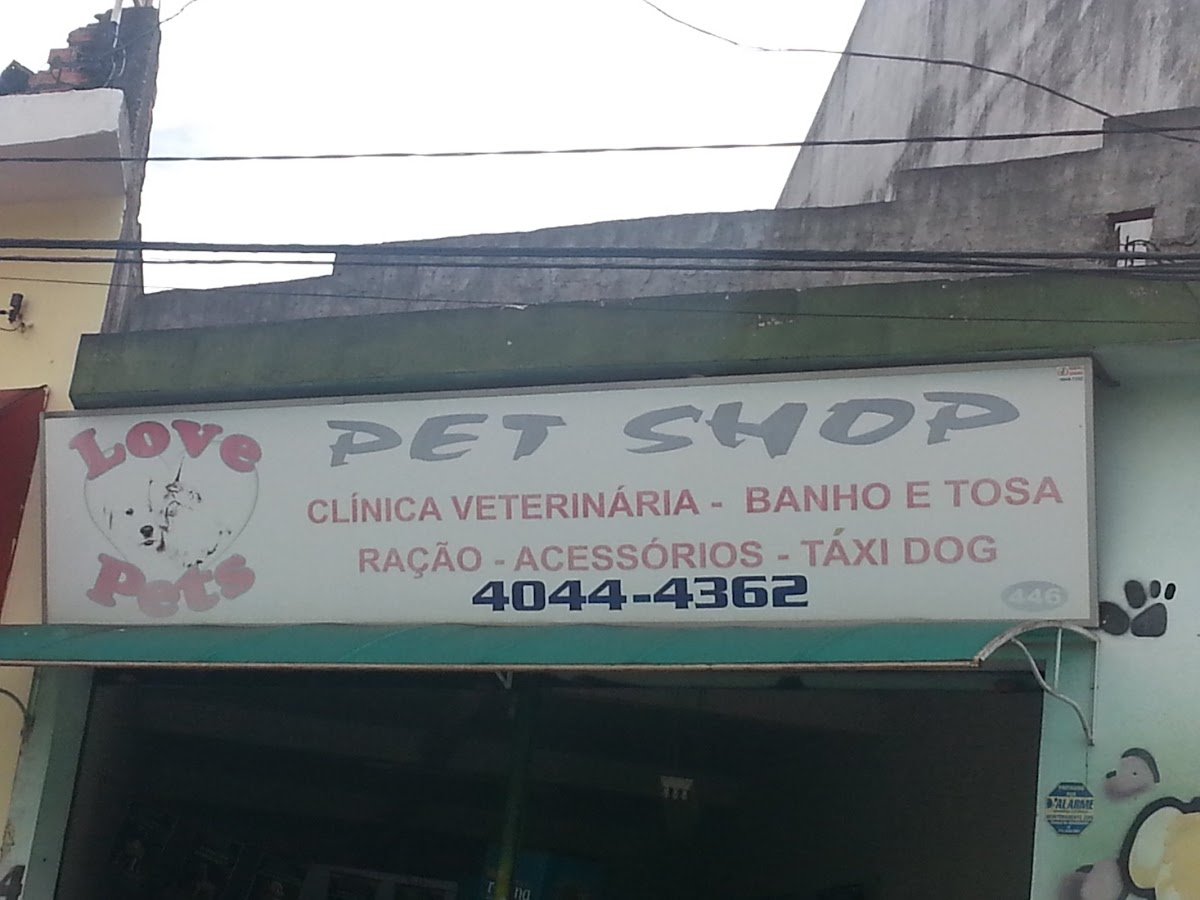 Love
Pets
PET SHOP
CLÍNICA VETERINÁRIA - BANHO E TOSA
RAÇÃO - ACESSÓRIOS - TÁXI DOG
4044-4362
446
ALARME